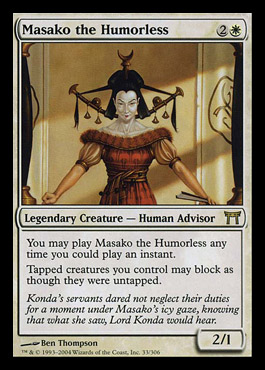 Masako the Humorless 2
Legendary Creature — Human Advisor
You may play Masako the Humorless any
time you could play an instant.
Tapped creatures you control may block as
though they were untapped.
Konda's servants dared not neglect their duties
for a moment under Masako's icy gaze, knowing
that what she saw, Lord Konda would hear.
Ben Thompson
™ & © 1993–2004 Wizards of the Coast, Inc. 33/306
2/1